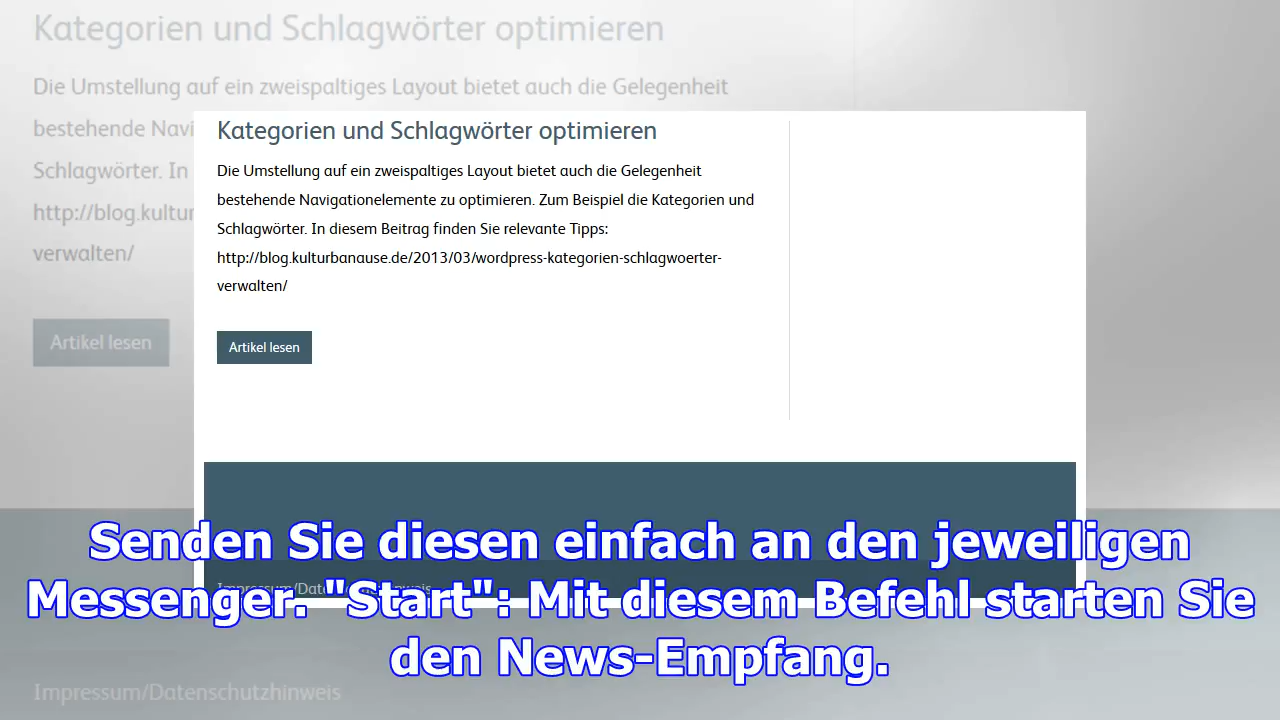 Kategorien und Schlagwörter optimieren
Die Umstellung auf ein zweispaltiges Layout bietet auch die Gelegenheit
bestehende Navi
Schlagwörter. In
http://blog.kultur
verwalten/
Artikel lesen
Kategorien und Schlagwörter optimieren
Die Umstellung auf ein zweispaltiges Layout bietet auch die Gelegenheit
bestehende Navigationelemente zu optimieren. Zum Beispiel die Kategorien und
Schlagwörter. In diesem Beitrag finden Sie relevante Tipps:
http://blog.kulturbanause.de/2013/03/wordpress-kategorien-schlagwoerter-
verwalten/
Artikel lesen
Impressum/Datenschutzhinweis
Senden Sie diesen einfach an den jeweiligen
Messenger. "Start": Mit diesem Befehl starten Sie
den News-Empfang.
Impressum/Datenschutzhinweis